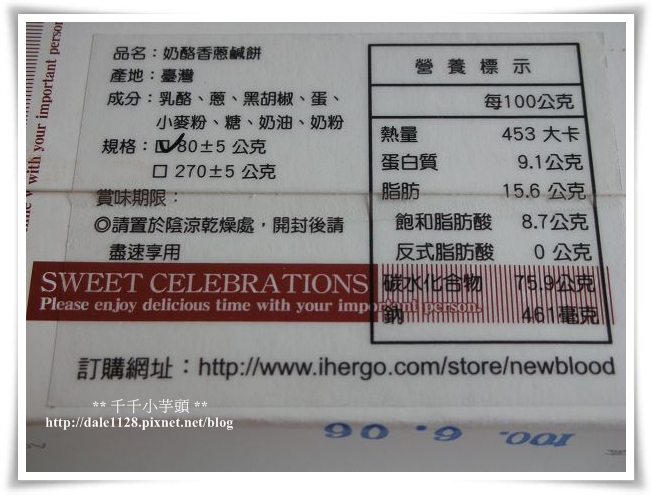 品名：奶酪香蔥鹹餅
產地：臺灣
成分：乳酪、蔥、黑胡椒、蛋、
小麥粉、糖、奶油、奶粉
規格：☑80±5 公克
□270±5 公克
賞味期限：
◎請置於陰涼乾燥處，開封後請
盡速享用
營養標示
每100公克
熱量 453 大卡
蛋白質 9.1公克
脂肪 15.6 公克
飽和脂肪酸 8.7公克
反式脂肪酸 0 公克
碳水化合物 75.9公克
鈉 461毫克
SWEET CELEBRATIONS
Please enjoy delicious time with your important person.
訂購網址：http://www.ihergo.com/store/newblood
** 千千小芋頭 **
http://dale1128.pixnet.net/blog
100. 6. 06
with your important person